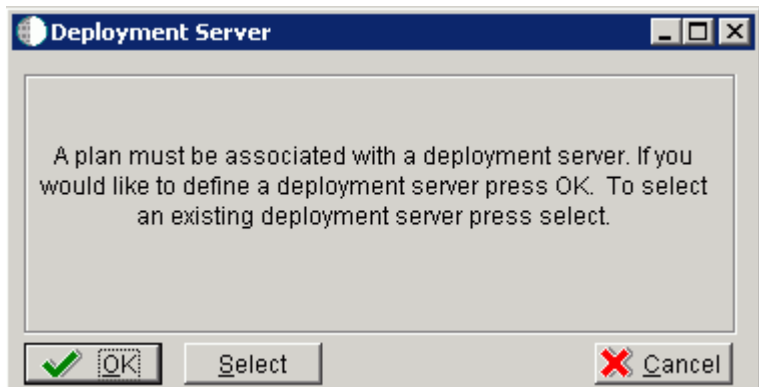 Deployment Server
A plan must be associated with a deployment server. If you
would like to define a deployment server press OK. To select
an existing deployment server press select.
OK Select Cancel